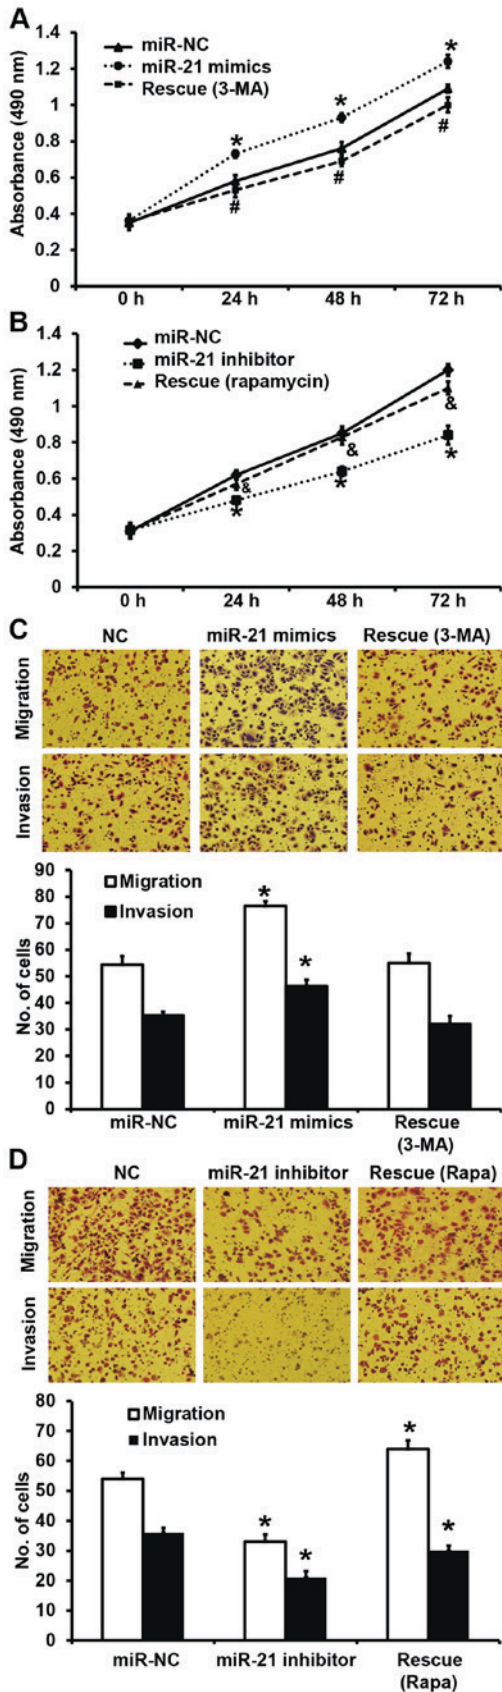 A
miR-NC
miR-21 mimics
Rescue (3-MA)
Absorbance (490 nm)
1.4
1.2
1
0.8
0.6
0.4
0.2
* * *
# # #
0 h 24 h 48 h 72 h
B
miR-NC
miR-21 inhibitor
Rescue (rapamycin)
Absorbance (490 nm)
1.4
1.2
1
0.8
0.6
0.4
0.2
0
& & &
* * *
0 h 24 h 48 h 72 h
C
NC miR-21 mimics Rescue (3-MA)
Migration
Invasion
No. of cells
90
80
70
60
50
40
30
20
10
0
Migration
Invasion
* *
miR-NC miR-21 mimics Rescue
(3-MA)
D
NC miR-21 inhibitor Rescue (Rapa)
Migration
Invasion
No. of cells
80
70
60
50
40
30
20
10
0
Migration
Invasion
* * * *
miR-NC miR-21 inhibitor Rescue
(Rapa)